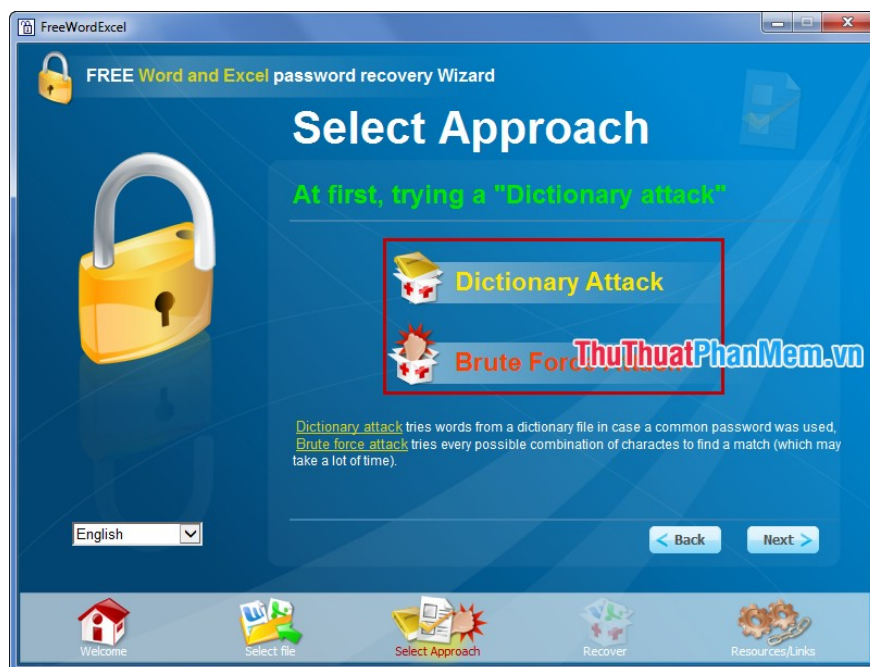 FreeWordExcel
FREE Word and Excel password recovery Wizard
Select Approach
At first, trying a "Dictionary attack"
Dictionary Attack
Brute Force Attack
ThuThuatPhanMem.vn
Dictionary attack tries words from a dictionary file in case a common password was used,
Brute force attack tries every possible combination of charactes to find a match (which may
take a lot of time).
English
< Back
Next >
Welcome
Select file
Select Approach
Recover
Resources/Links